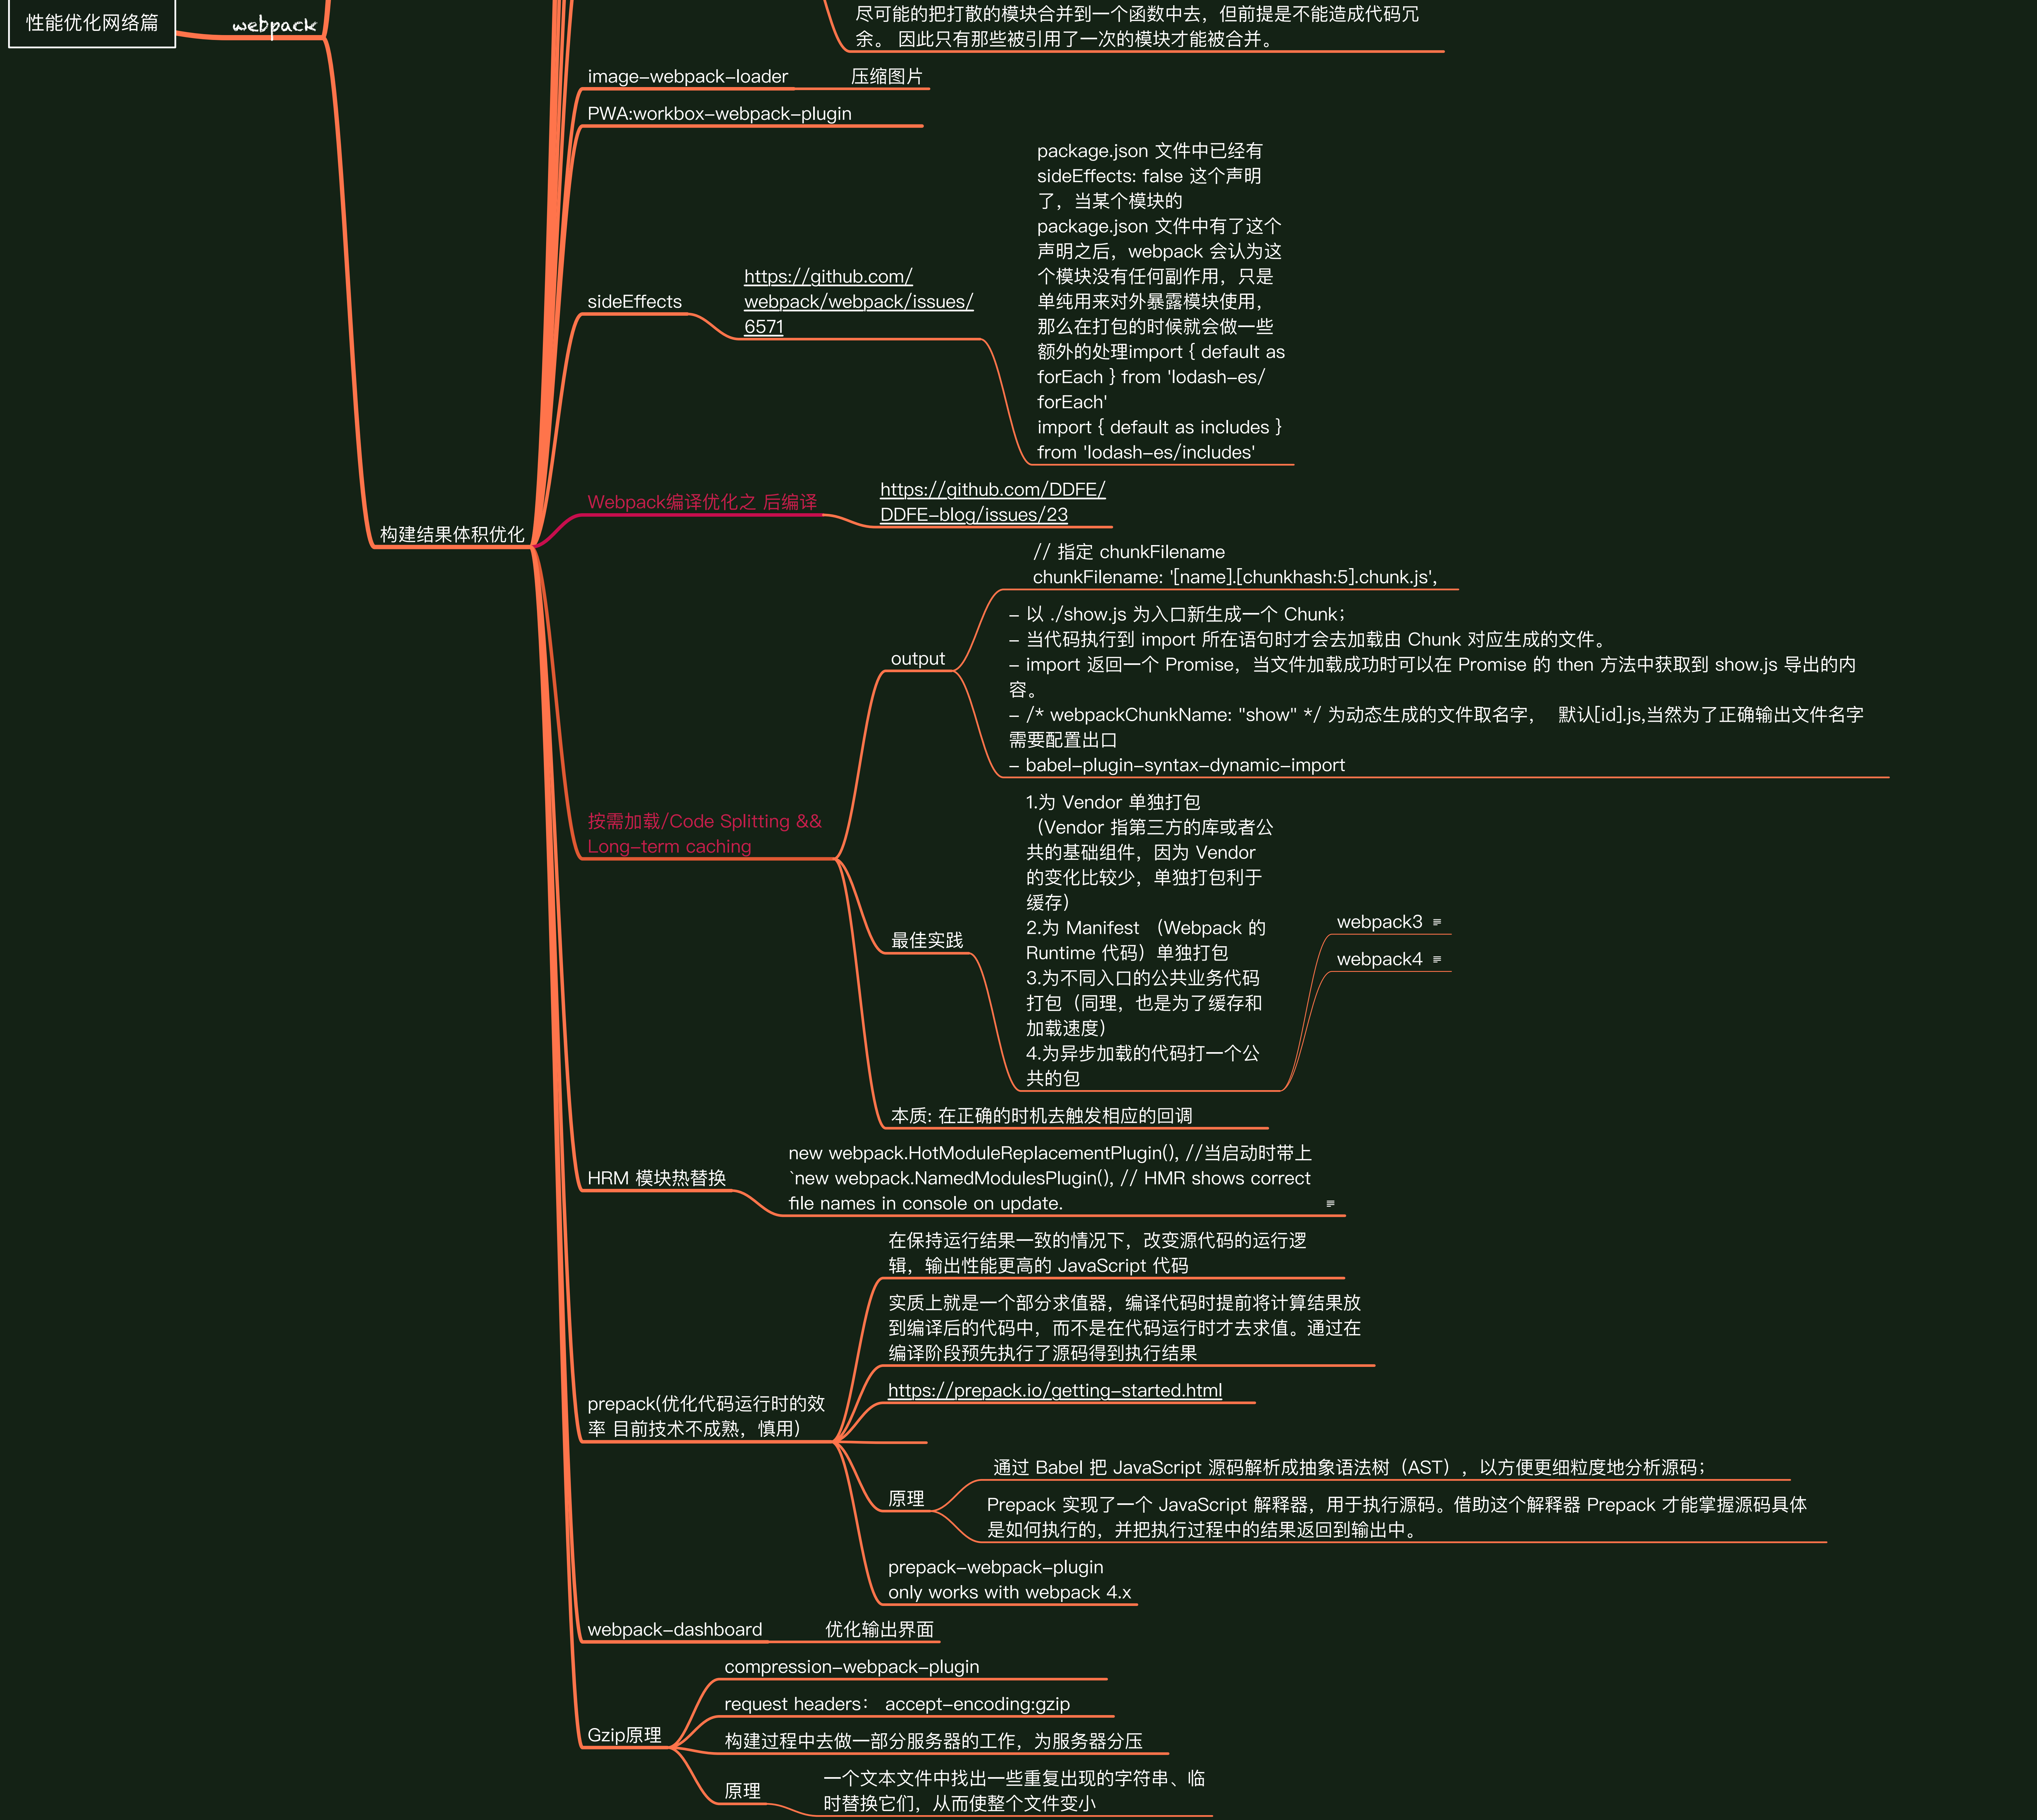 性能优化网络篇
webpack
构建结果体积优化
尽可能的把打散的模块合并到一个函数中去，但前提是不能造成代码冗
余。 因此只有那些被引用了一次的模块才能被合并。
image-webpack-loader
压缩图片
PWA:workbox-webpack-plugin
sideEffects
https://github.com/
webpack/webpack/issues/
6571
package.json 文件中已经有
sideEffects: false 这个声明
了，当某个模块的
package.json 文件中有了这个
声明之后，webpack 会认为这
个模块没有任何副作用，只是
单纯用来对外暴露模块使用，
那么在打包的时候就会做一些
额外的处理import { default as
forEach } from 'lodash-es/
forEach'
import { default as includes }
from 'lodash-es/includes'
Webpack编译优化之 后编译
https://github.com/DDFE/
DDFE-blog/issues/23
按需加载/Code Splitting &&
Long-term caching
output
// 指定 chunkFilename
chunkFilename: '[name].[chunkhash:5].chunk.js',
- 以 ./show.js 为入口新生成一个 Chunk；
- 当代码执行到 import 所在语句时才会去加载由 Chunk 对应生成的文件。
- import 返回一个 Promise，当文件加载成功时可以在 Promise 的 then 方法中获取到 show.js 导出的内
容。
- /* webpackChunkName: "show" */ 为动态生成的文件取名字，  默认[id].js,当然为了正确输出文件名字
需要配置出口
- babel-plugin-syntax-dynamic-import
最佳实践
1.为 Vendor 单独打包
（Vendor 指第三方的库或者公
共的基础组件，因为 Vendor
的变化比较少，单独打包利于
缓存）
2.为 Manifest （Webpack 的
Runtime 代码）单独打包
3.为不同入口的公共业务代码
打包（同理，也是为了缓存和
加载速度）
4.为异步加载的代码打一个公
共的包
webpack3
webpack4
本质: 在正确的时机去触发相应的回调
HRM 模块热替换
new webpack.HotModuleReplacementPlugin(), //当启动时带上
`new webpack.NamedModulesPlugin(), // HMR shows correct
file names in console on update.
prepack(优化代码运行时的效
率 目前技术不成熟，慎用）
在保持运行结果一致的情况下，改变源代码的运行逻
辑，输出性能更高的 JavaScript 代码
实质上就是一个部分求值器，编译代码时提前将计算结果放
到编译后的代码中，而不是在代码运行时才去求值。通过在
编译阶段预先执行了源码得到执行结果
https://prepack.io/getting-started.html
原理
通过 Babel 把 JavaScript 源码解析成抽象语法树（AST），以方便更细粒度地分析源码；
Prepack 实现了一个 JavaScript 解释器，用于执行源码。借助这个解释器 Prepack 才能掌握源码具体
是如何执行的，并把执行过程中的结果返回到输出中。
prepack-webpack-plugin
only works with webpack 4.x
webpack-dashboard
优化输出界面
Gzip原理
compression-webpack-plugin
request headers： accept-encoding:gzip
构建过程中去做一部分服务器的工作，为服务器分压
原理
一个文本文件中找出一些重复出现的字符串、临
时替换它们，从而使整个文件变小